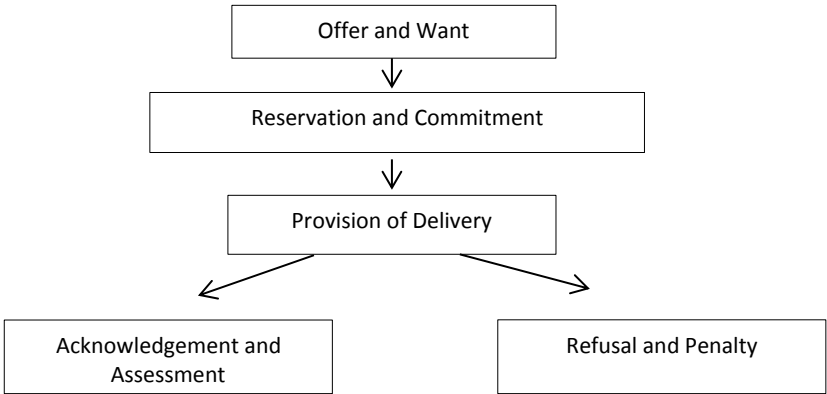 Offer and Want
Reservation and Commitment
Provision of Delivery
Acknowledgement and
Assessment
Refusal and Penalty